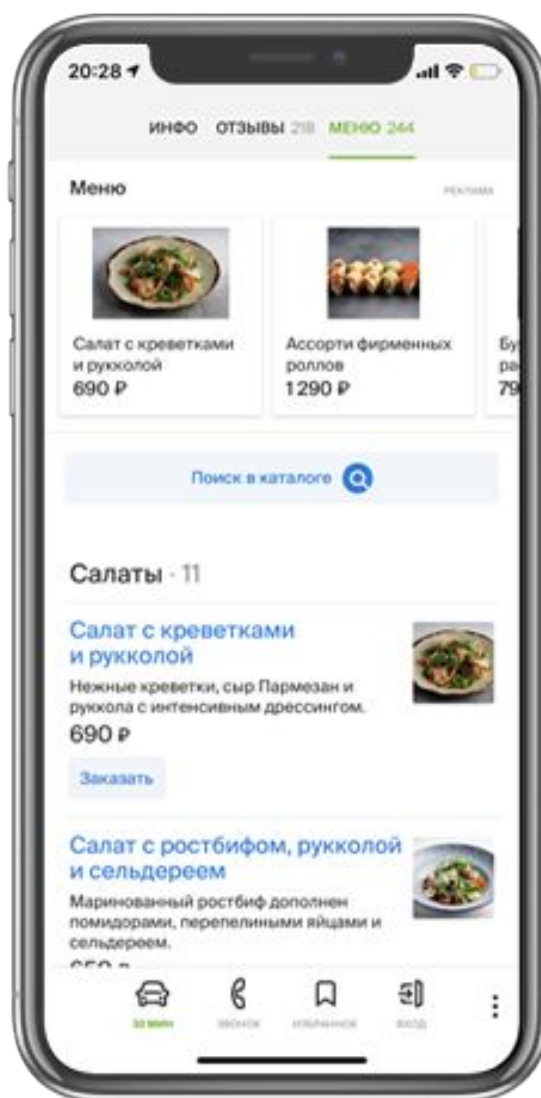 20:28
ИНФО ОТЗЫВЫ 218 МЕНЮ 244
Меню РЕКЛАМА
Салат с креветками
и рукколой
690 ₽
Ассорти фирменных
роллов
1 290 ₽
Поиск в каталоге
Салаты · 11
Салат с креветками
и рукколой
Нежные креветки, сыр Пармезан и
руккола с интенсивным дрессингом.
690 ₽
Заказать
Салат с ростбифом, рукколой
и сельдереем
Маринованный ростбиф дополнен
помидорами, перепелиными яйцами и
сельдереем.
ЗВОНОК ИЗБРАННОЕ ВХОД